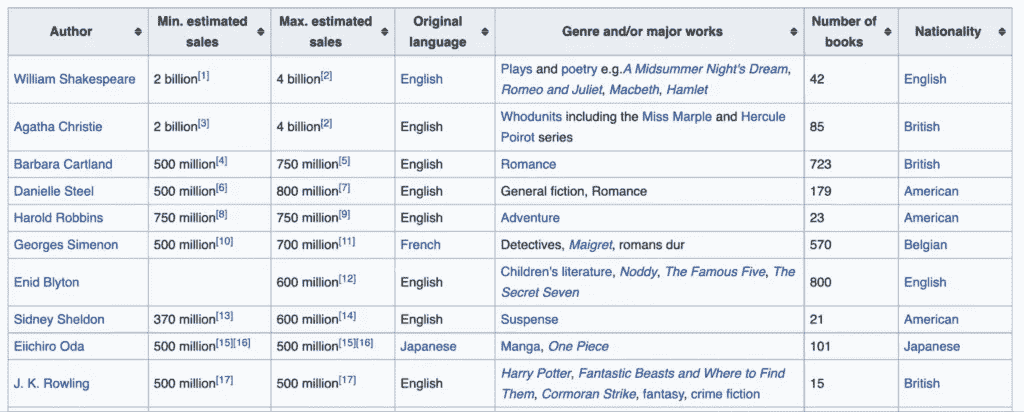 Author Min. estimated sales Max. estimated sales Original language Genre and/or major works Number of books Nationality
William Shakespeare 2 billion[1] 4 billion[2] English Plays and poetry e.g.A Midsummer Night's Dream, Romeo and Juliet, Macbeth, Hamlet 42 English
Agatha Christie 2 billion[3] 4 billion[2] English Whodunits including the Miss Marple and Hercule Poirot series 85 British
Barbara Cartland 500 million[4] 750 million[5] English Romance 723 British
Danielle Steel 500 million[6] 800 million[7] English General fiction, Romance 179 American
Harold Robbins 750 million[8] 750 million[9] English Adventure 23 American
Georges Simenon 500 million[10] 700 million[11] French Detectives, Maigret, romans dur 570 Belgian
Enid Blyton 600 million[12] English Children's literature, Noddy, The Famous Five, The Secret Seven 800 English
Sidney Sheldon 370 million[13] 600 million[14] English Suspense 21 American
Eiichiro Oda 500 million[15][16] 500 million[15][16] Japanese Manga, One Piece 101 Japanese
J. K. Rowling 500 million[17] 500 million[17] English Harry Potter, Fantastic Beasts and Where to Find Them, Cormoran Strike, fantasy, crime fiction 15 British